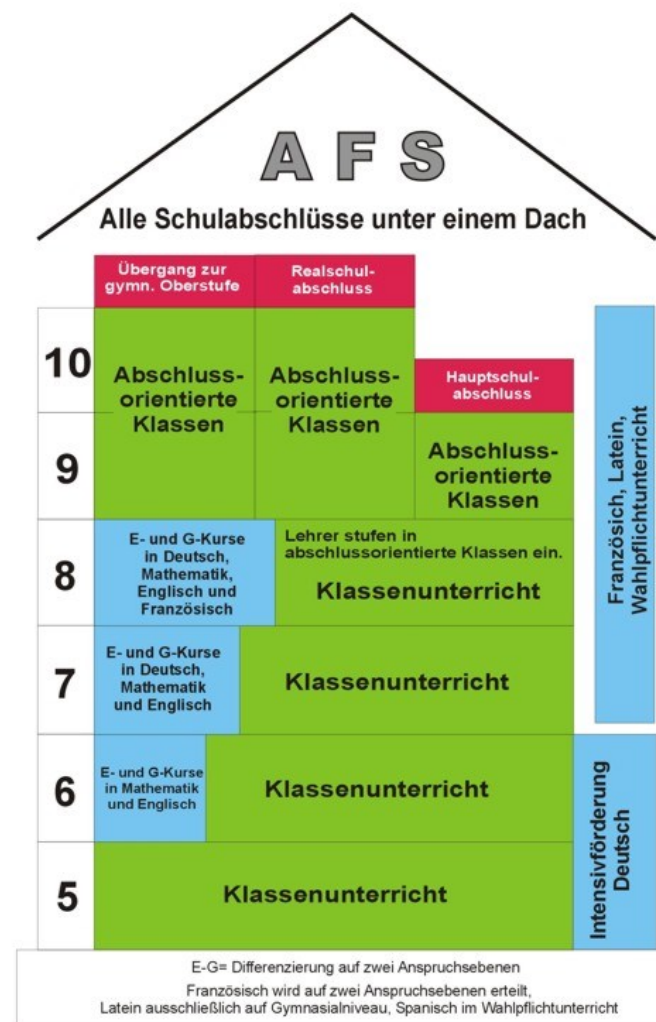 A F S
Alle Schulabschlüsse unter einem Dach
Übergang zur
gymn. Oberstufe
Realschul-
abschluss
10
Abschluss-
orientierte
Klassen
Abschluss-
orientierte
Klassen
Hauptschul-
abschluss
9
Abschluss-
orientierte
Klassen
8
E- und G-Kurse
in Deutsch,
Mathematik,
Englisch und
Französisch
Lehrer stufen in
abschlussorientierte Klassen ein.
Klassenunterricht
7
E- und G-Kurse
in Deutsch,
Mathematik
und Englisch
Klassenunterricht
Französich, Latein,
Wahlpflichtunterricht
6
E- und G-Kurse
in Mathematik
und Englisch
Klassenunterricht
5
Klassenunterricht
Intensivförderung
Deutsch
E-G= Differenzierung auf zwei Anspruchsebenen
Französisch wird auf zwei Anspruchsebenen erteilt,
Latein ausschließlich auf Gymnasialniveau, Spanisch im Wahlpflichtunterricht